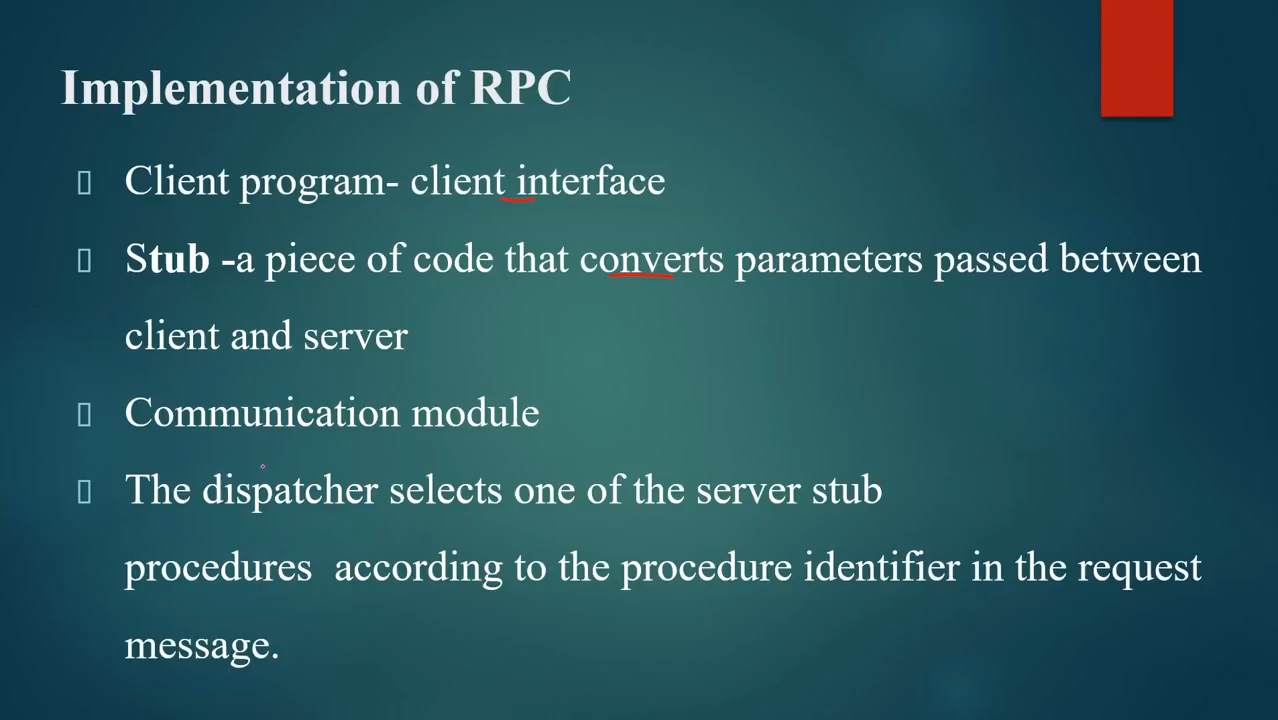 Implementation of RPC
Client program- client interface
Stub -a piece of code that converts parameters passed between
client and server
Communication module
The dispatcher selects one of the server stub
procedures  according to the procedure identifier in the request
message.